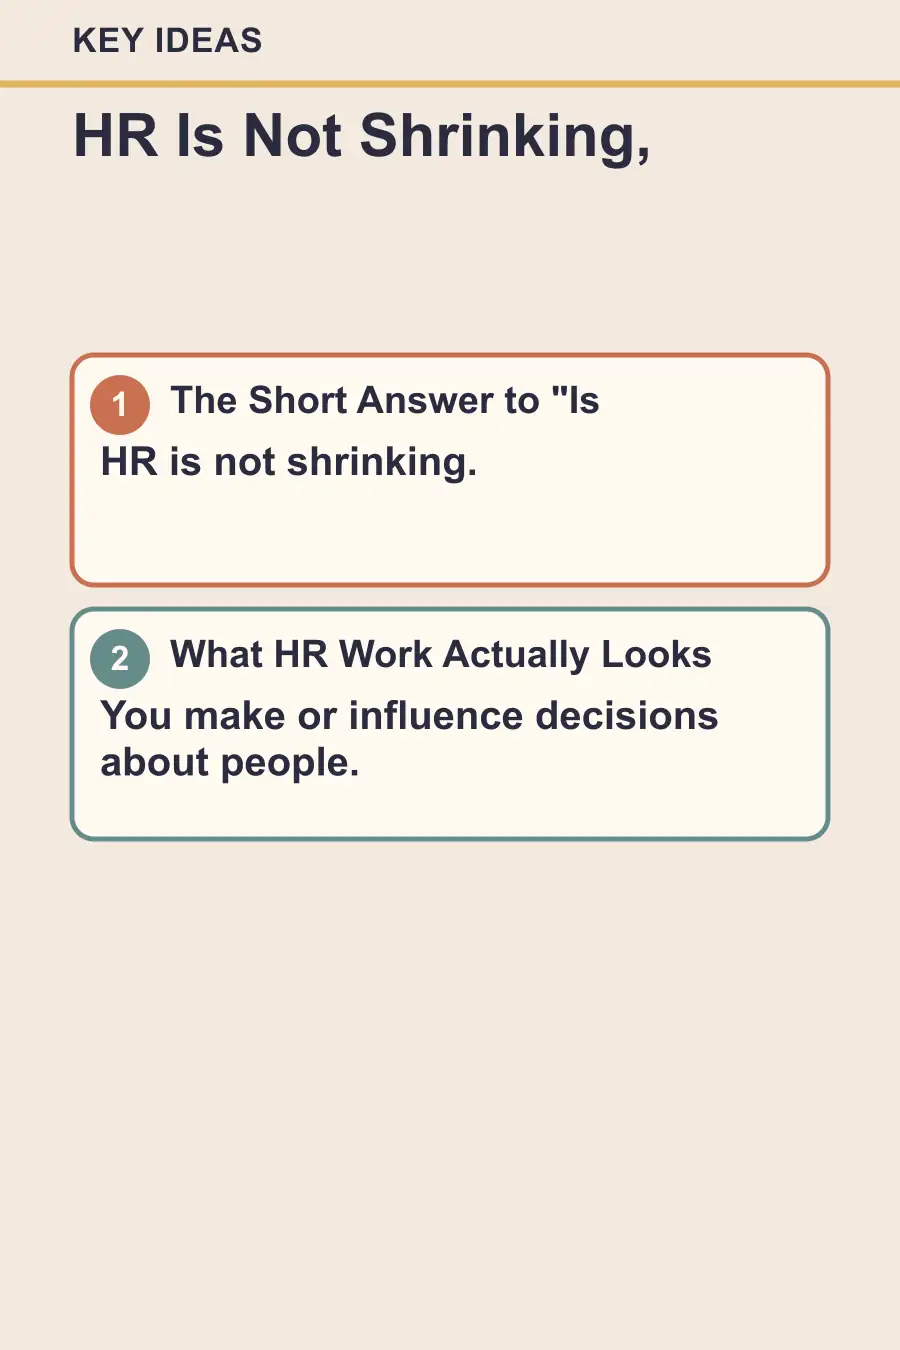 KEY IDEAS
HR Is Not Shrinking,
1 The Short Answer to "Is
HR is not shrinking.
2 What HR Work Actually Looks
You make or influence decisions
about people.